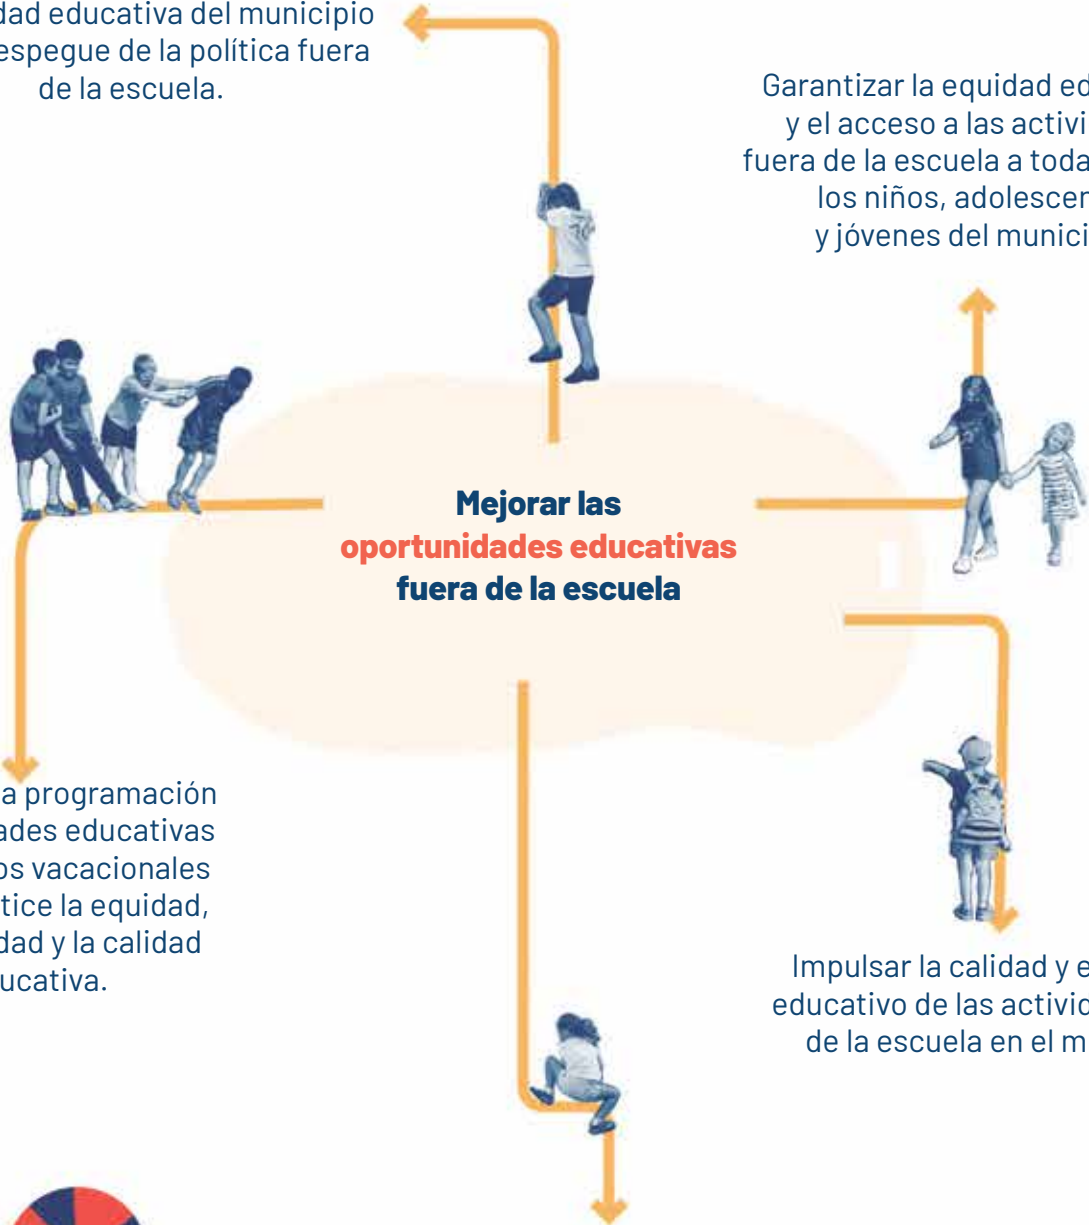 dad educativa del municipio
espegue de la política fuera
de la escuela.
Garantizar la equidad ed
y el acceso a las activi
fuera de la escuela a toda
los niños, adolescen
y jóvenes del munici
Mejorar las
oportunidades educativas
fuera de la escuela
a programación
ades educativas
os vacacionales
tice la equidad,
dad y la calidad
ucativa.
Impulsar la calidad y e
educativo de las activid
de la escuela en el m